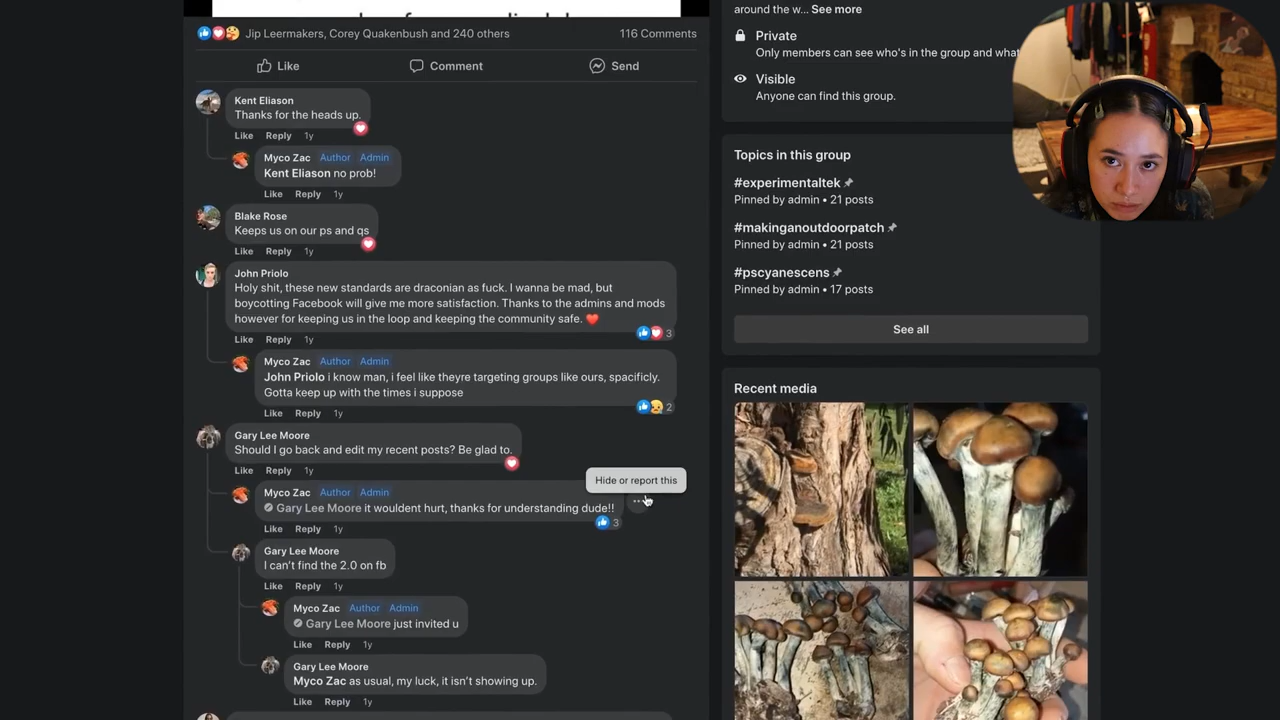 Jip Leermakers, Corey Quakenbush and 240 others
116 Comments
Like
Comment
Send
Kent Eliason
Thanks for the heads up.
Like Reply 1y
Myco Zac Author Admin
Kent Eliason no prob!
Like Reply 1y
Blake Rose
Keeps us on our ps and qs
Like Reply 1y
John Priolo
Holy shit, these new standards are draconian as fuck. I wanna be mad, but
boycotting Facebook will give me more satisfaction. Thanks to the admins and mods
however for keeping us in the loop and keeping the community safe. ❤️
3
Like Reply 1y
Myco Zac Author Admin
John Priolo i know man, i feel like theyre targeting groups like ours, spacificly.
Gotta keep up with the times i suppose
2
Like Reply 1y
Gary Lee Moore
Should I go back and edit my recent posts? Be glad to.
Like Reply 1y
Hide or report this
Myco Zac Author Admin
Gary Lee Moore it wouldent hurt, thanks for understanding dude!!
3
Like Reply 1y
Gary Lee Moore
I can't find the 2.0 on fb
Like Reply 1y
Myco Zac Author Admin
Gary Lee Moore just invited u
Like Reply 1y
Gary Lee Moore
Myco Zac as usual, my luck, it isn't showing up.
Like Reply 1y
around the w... See more
Private
Only members can see who's in the group and what
Visible
Anyone can find this group.
Topics in this group
#experimentaltek
Pinned by admin • 21 posts
#makinganoutdoorpatch
Pinned by admin • 21 posts
#pscyanescens
Pinned by admin • 17 posts
See all
Recent media